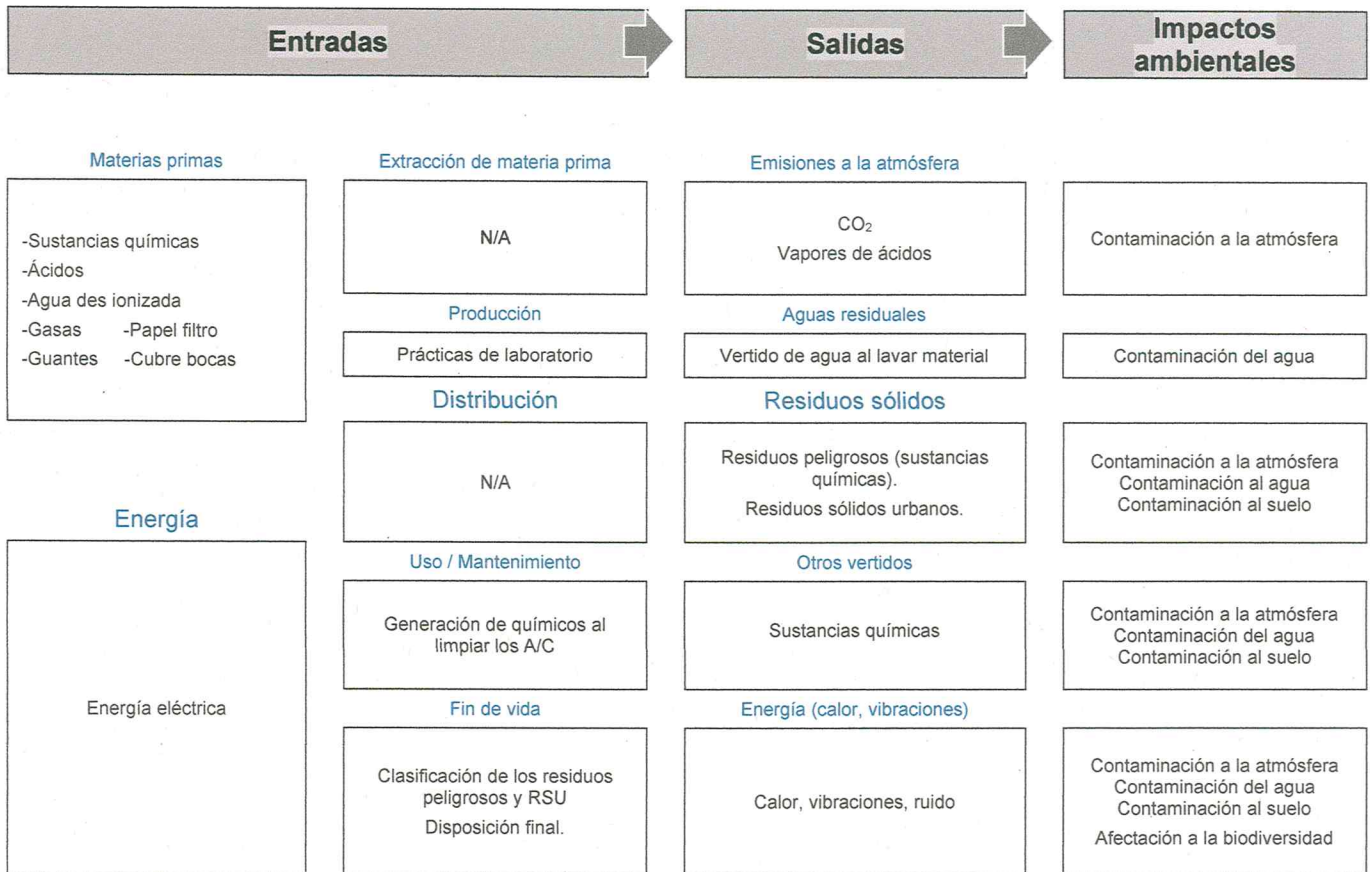 Entradas
Salidas
Impactos
ambientales
Materias primas
-Sustancias químicas
-Ácidos
-Agua des ionizada
-Gasas -Papel filtro
-Guantes -Cubre bocas
Energía
Energía eléctrica
Extracción de materia prima
N/A
Producción
Prácticas de laboratorio
Distribución
N/A
Uso / Mantenimiento
Generación de químicos al
limpiar los A/C
Fin de vida
Clasificación de los residuos
peligrosos y RSU
Disposición final.
Emisiones a la atmósfera
CO₂
Vapores de ácidos
Aguas residuales
Vertido de agua al lavar material
Residuos sólidos
Residuos peligrosos (sustancias
químicas).
Residuos sólidos urbanos.
Otros vertidos
Sustancias químicas
Energía (calor, vibraciones)
Calor, vibraciones, ruido
Contaminación a la atmósfera
Contaminación del agua
Contaminación a la atmósfera
Contaminación al agua
Contaminación al suelo
Contaminación a la atmósfera
Contaminación del agua
Contaminación al suelo
Contaminación a la atmósfera
Contaminación del agua
Contaminación al suelo
Afectación a la biodiversidad